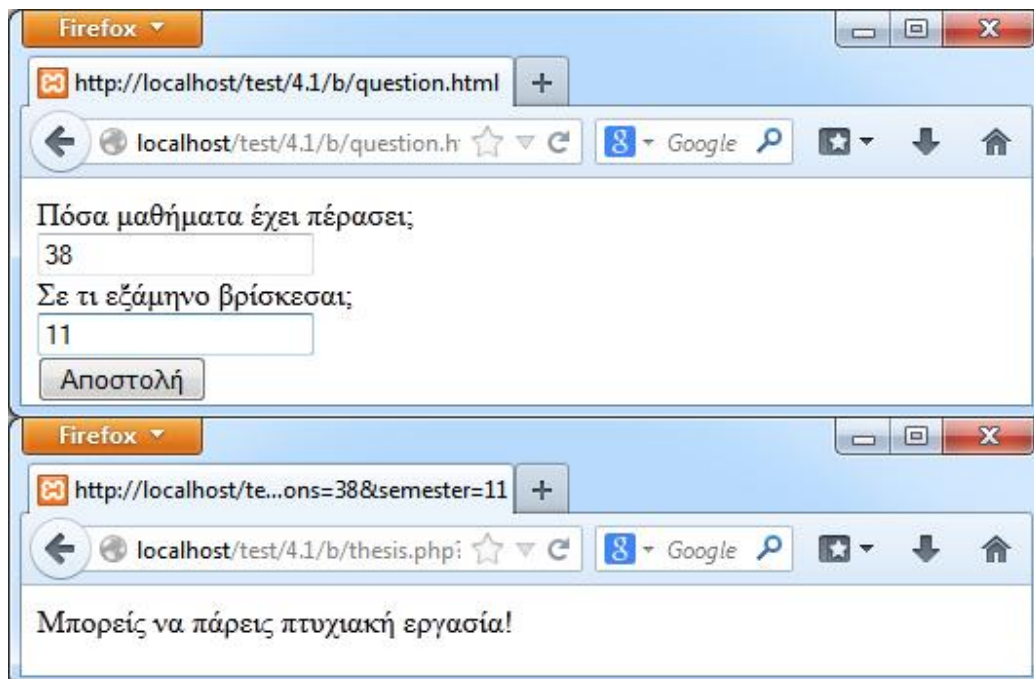 Firefox
http://localhost/test/4.1/b/question.html
localhost/test/4.1/b/question.h
Google
Πόσα μαθήματα έχει πέρασει;
38
Σε τι εξάμηνο βρίσκεσαι;
11
Αποστολή
Firefox
http://localhost/te...ons=38&semester=11
localhost/test/4.1/b/thesis.php?
Google
Μπορείς να πάρεις πτυχιακή εργασία!